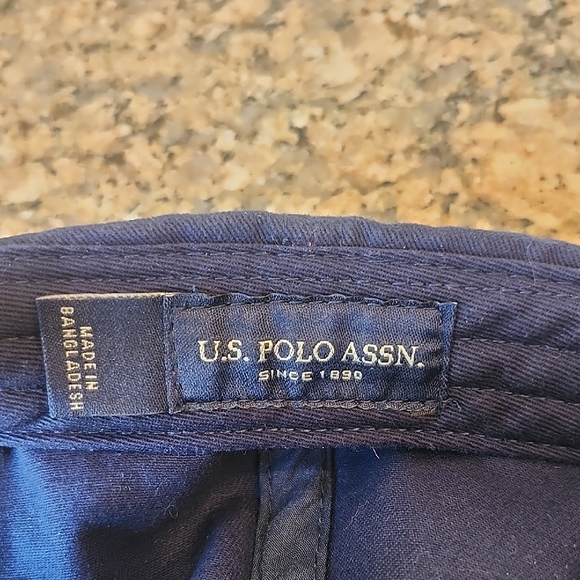 MADE IN
BANGLADESH
U.S. POLO ASSN.
SINCE 1890